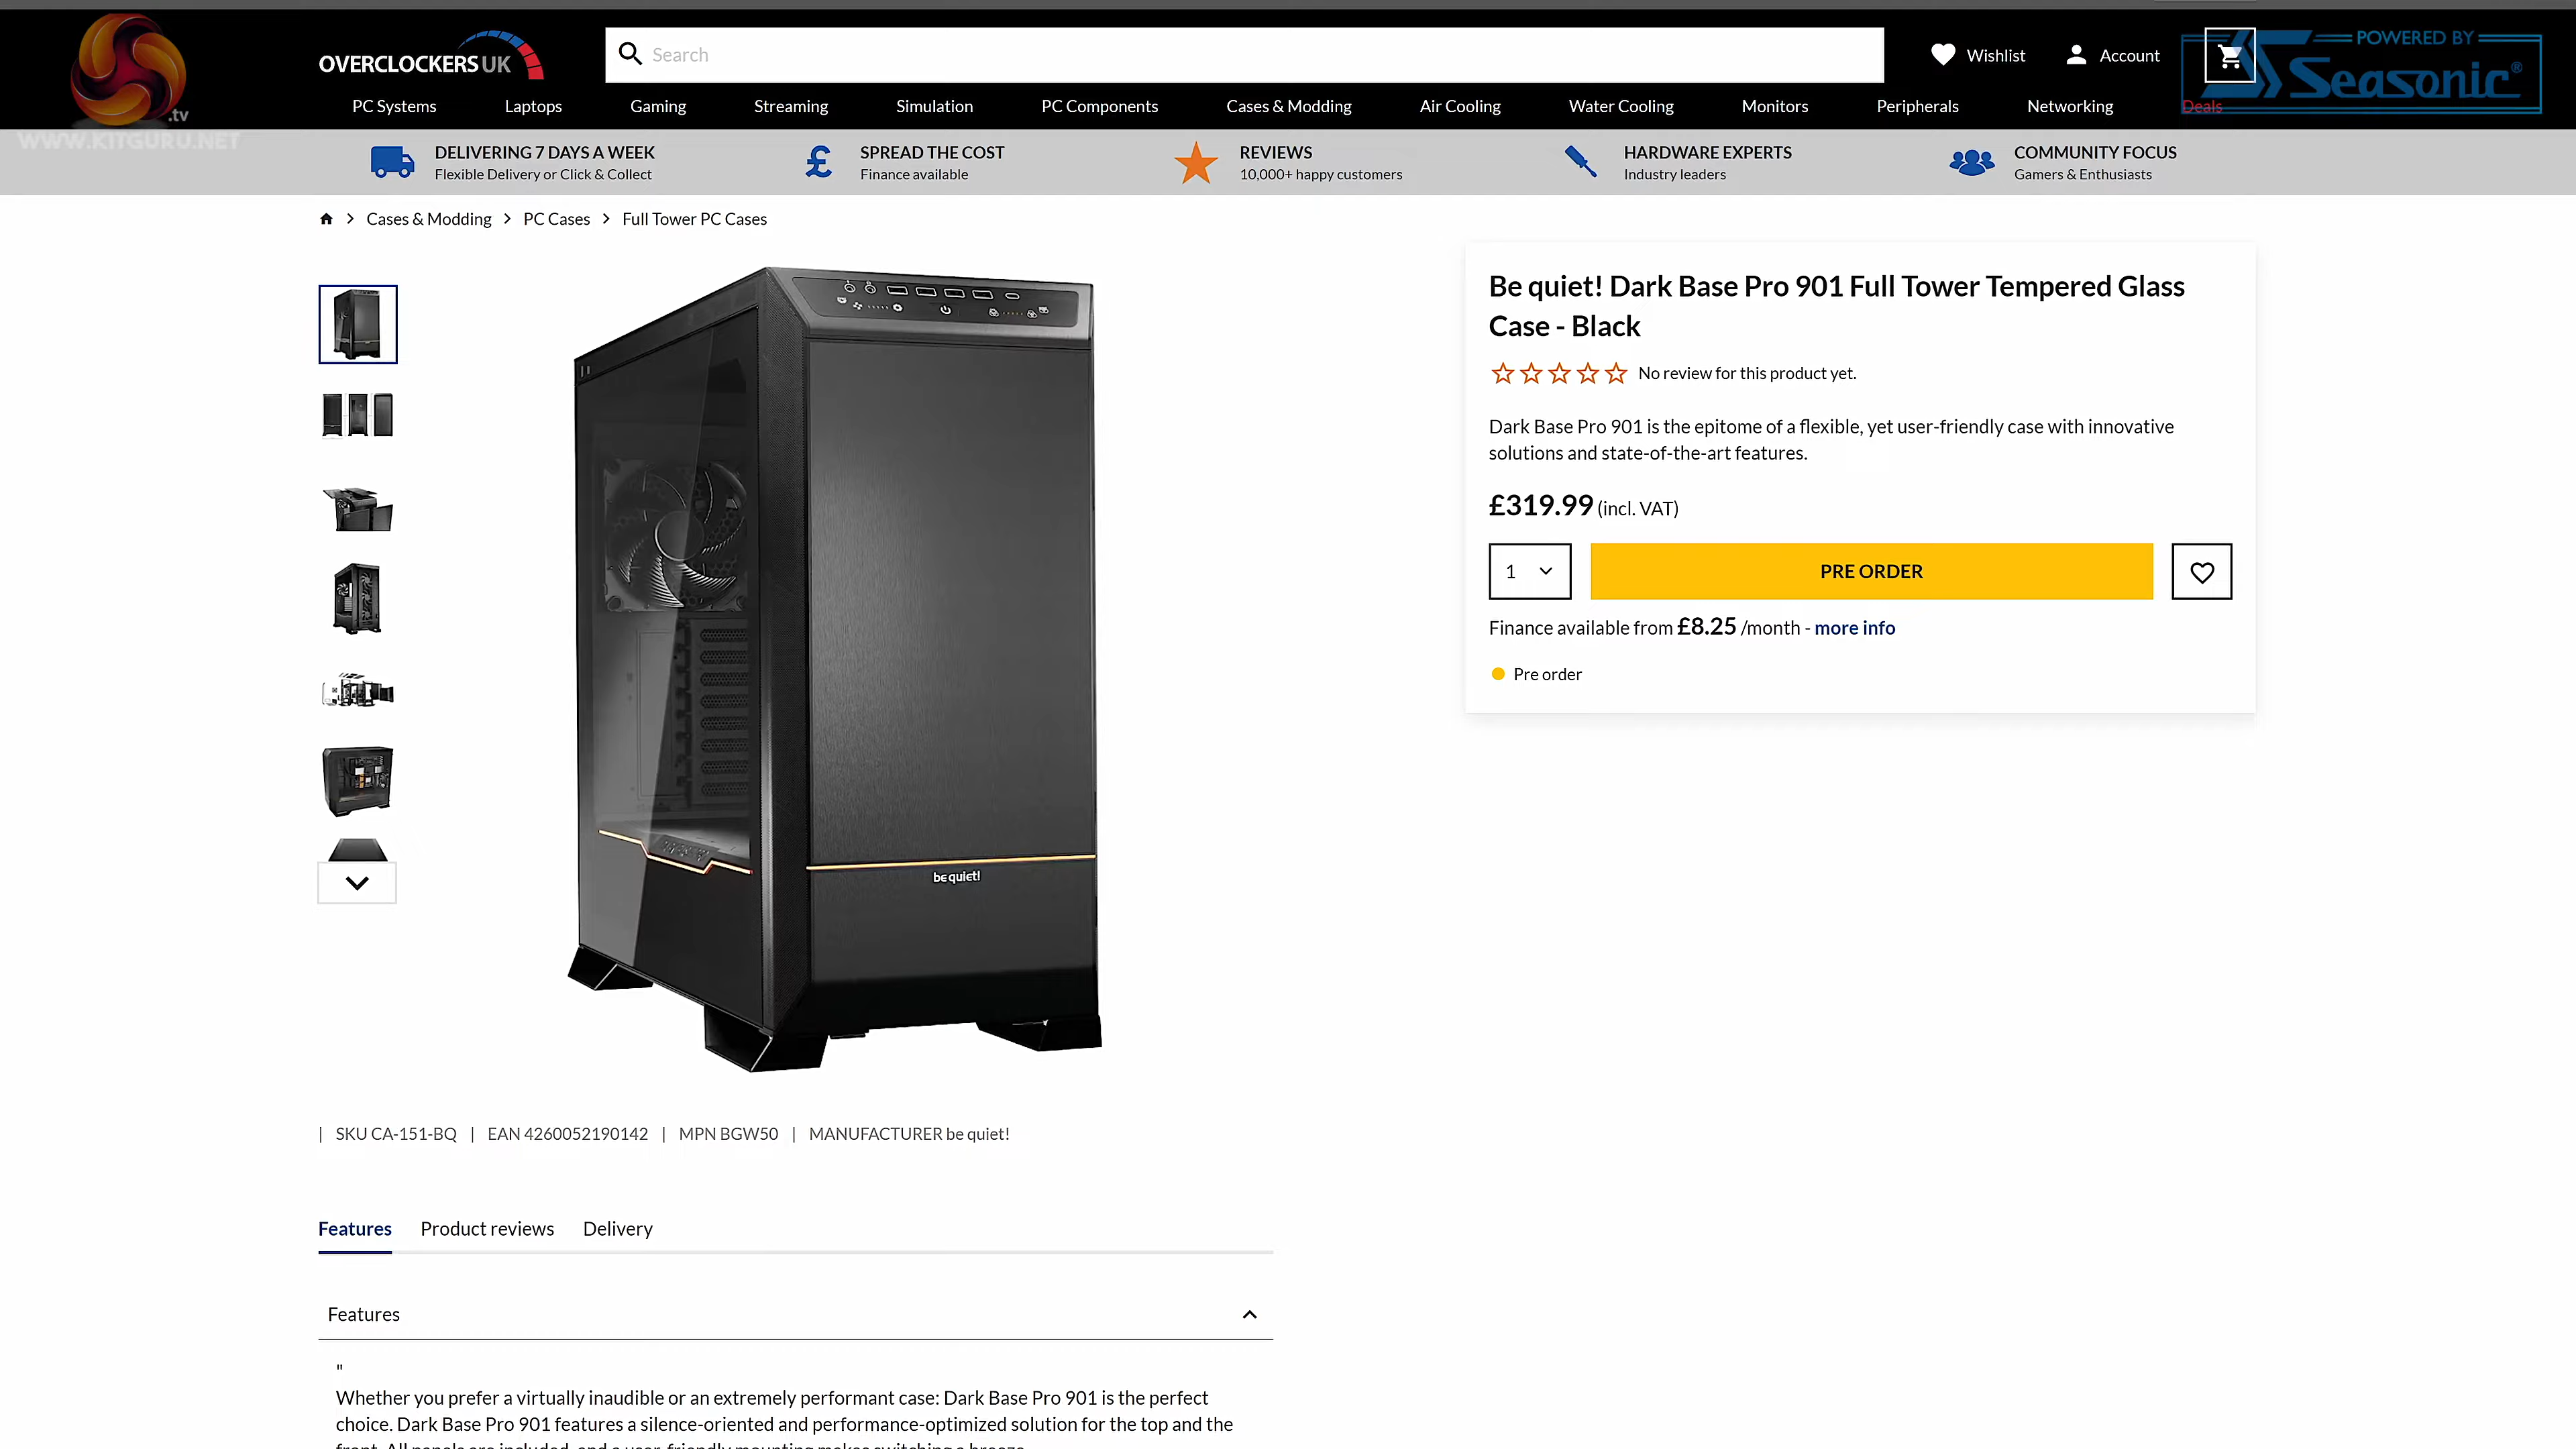 OVERCLOCKERS UK
Search
Wishlist
Account
POWERED BY
Seasonic®
.tv
WWW.KITGURU.NET
PC Systems
Laptops
Gaming
Streaming
Simulation
PC Components
Cases & Modding
Air Cooling
Water Cooling
Monitors
Peripherals
Networking
Deals
DELIVERING 7 DAYS A WEEK
Flexible Delivery or Click & Collect
SPREAD THE COST
Finance available
REVIEWS
10,000+ happy customers
HARDWARE EXPERTS
Industry leaders
COMMUNITY FOCUS
Gamers & Enthusiasts
Cases & Modding > PC Cases > Full Tower PC Cases
Be quiet! Dark Base Pro 901 Full Tower Tempered Glass
Case - Black
No review for this product yet.
Dark Base Pro 901 is the epitome of a flexible, yet user-friendly case with innovative
solutions and state-of-the-art features.
£319.99 (incl. VAT)
1
PRE ORDER
Finance available from £8.25 /month - more info
Pre order
be quiet!
| SKU CA-151-BQ | EAN 4260052190142 | MPN BGW50 | MANUFACTURER be quiet!
Features
Product reviews
Delivery
Features
"
Whether you prefer a virtually inaudible or an extremely performant case: Dark Base Pro 901 is the perfect
choice. Dark Base Pro 901 features a silence-oriented and performance-optimized solution for the top and the
front. All panels are included, and a user-friendly mounting makes switching a breeze.